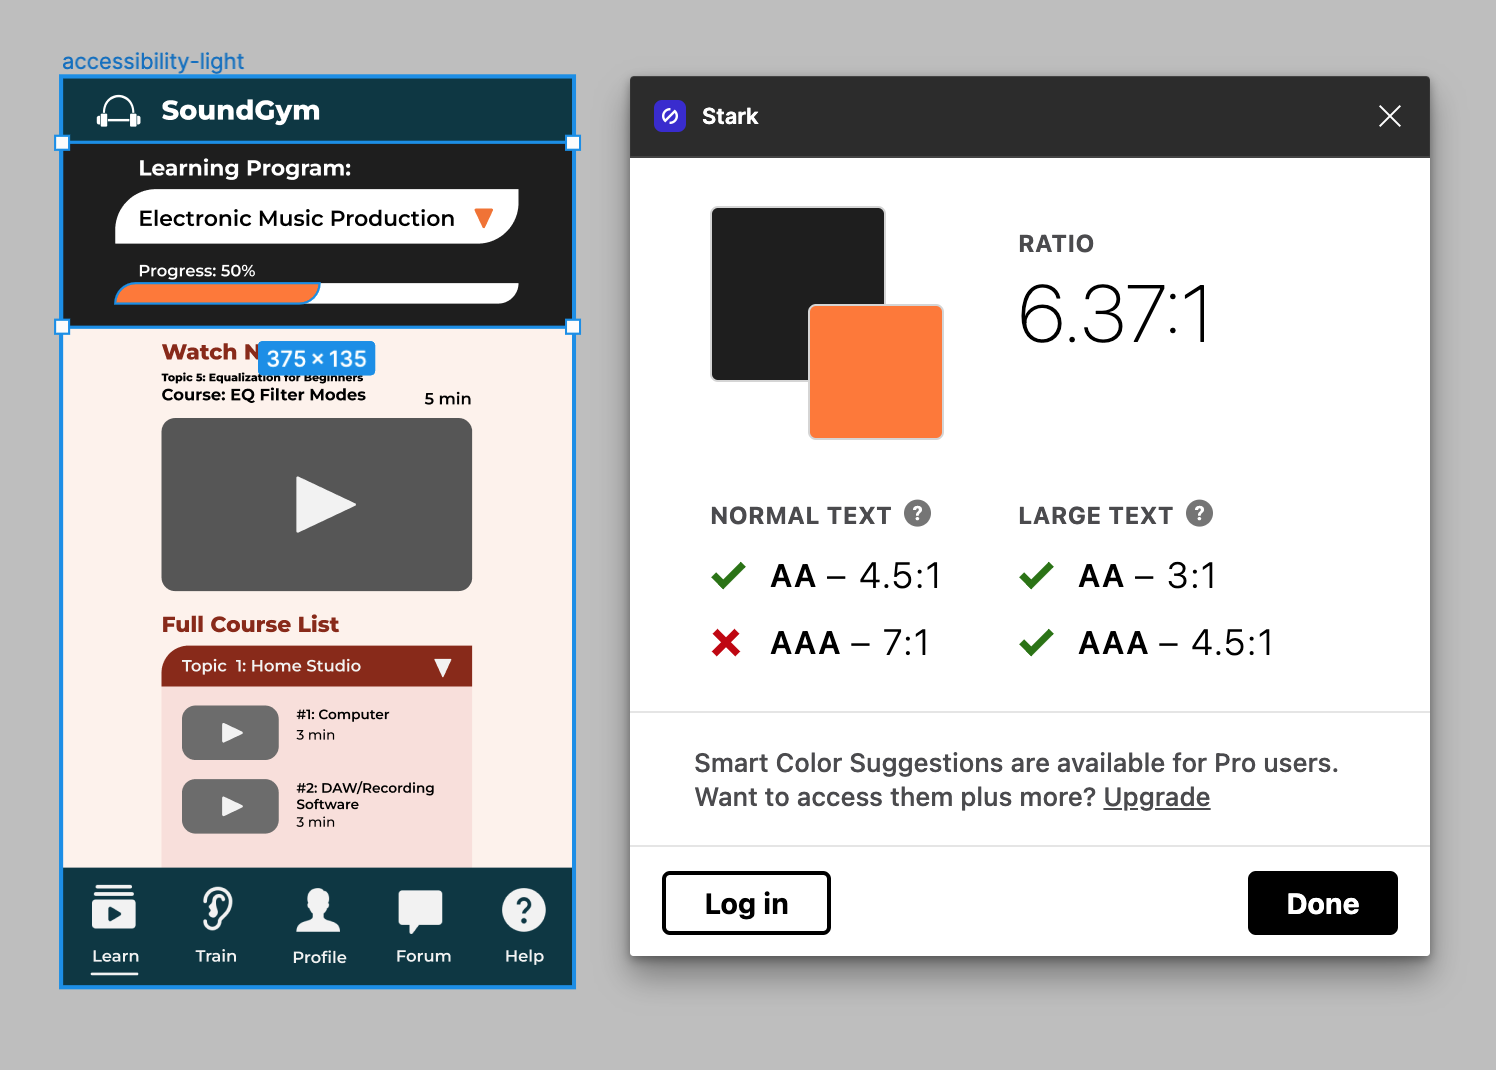 accessibility-light
SoundGym
Learning Program:
Electronic Music Production
Progress: 50%
Watch N
375 × 135
Topic 5: Equalization for Beginners
Course: EQ Filter Modes
5 min
Full Course List
Topic 1: Home Studio
#1: Computer
3 min
#2: DAW/Recording
Software
3 min
Learn
Train
Profile
Forum
? Help
Stark
RATIO
6.37:1
NORMAL TEXT ?
AA – 4.5:1
AAA – 7:1
LARGE TEXT ?
AA – 3:1
AAA – 4.5:1
Smart Color Suggestions are available for Pro users.
Want to access them plus more? Upgrade
Log in
Done